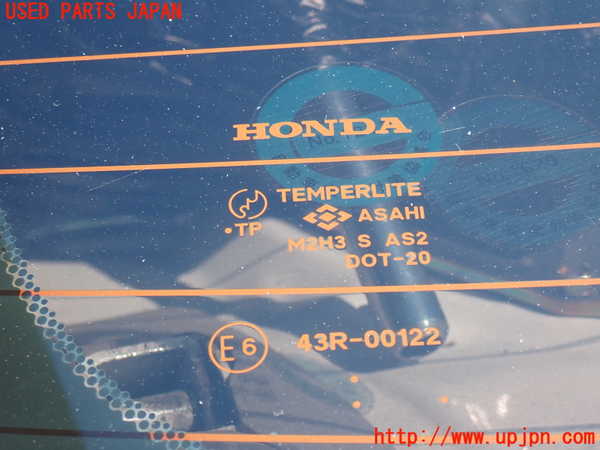 USED PARTS JAPAN
HONDA
TEMPERLITE
ASAHI
•TP
M2H3 S AS2
DOT-20
E6 43R-00122
http://www.upjpn.com